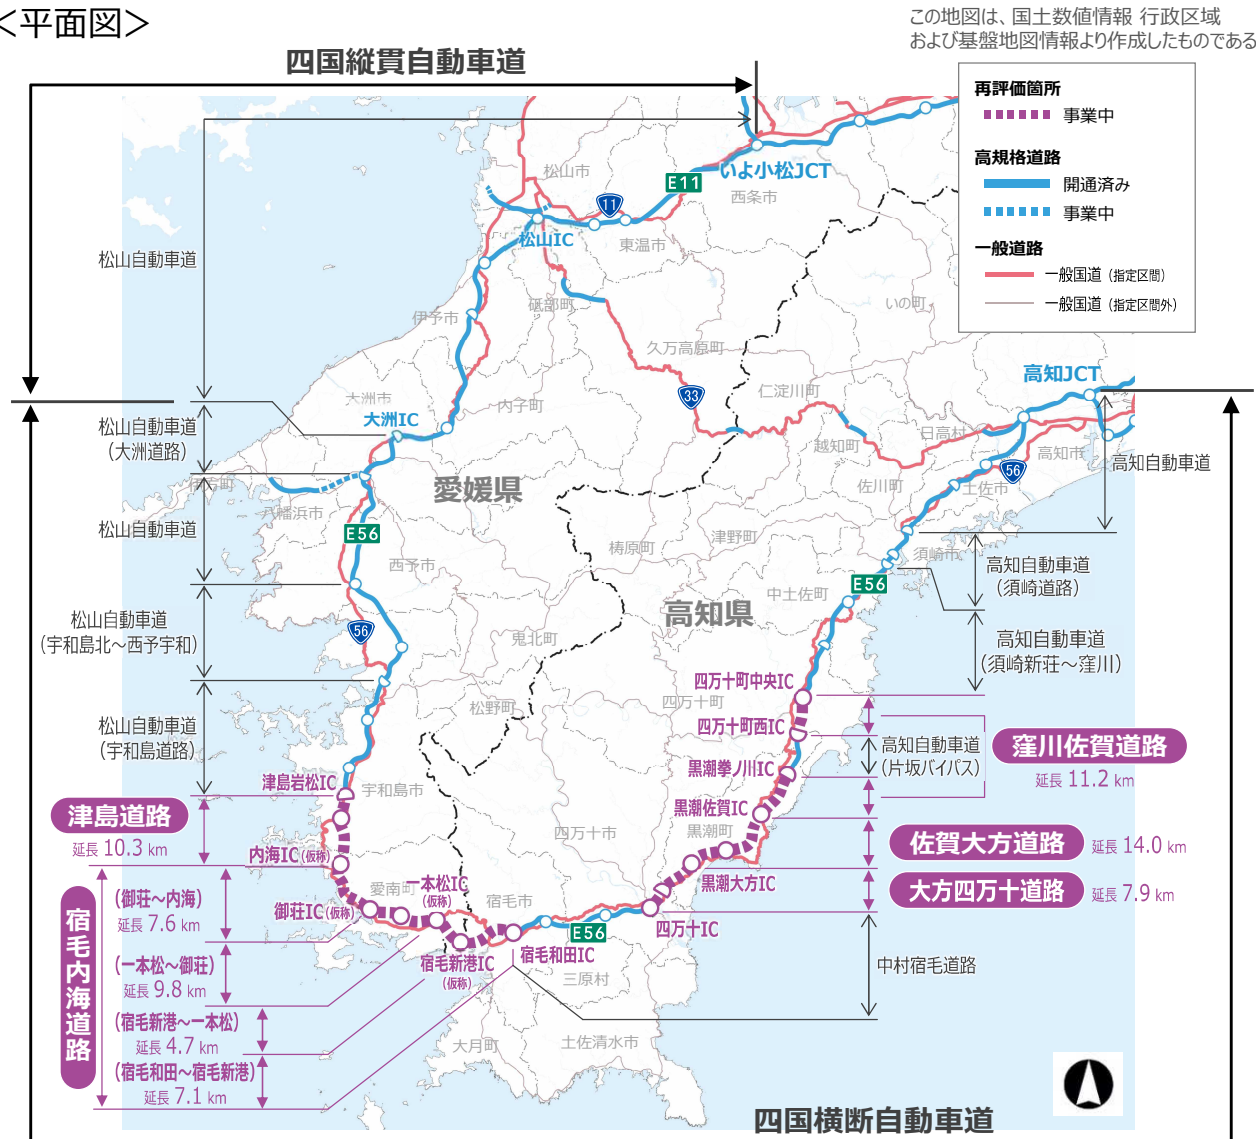 <平面図>
この地図は、国土数値情報 行政区域
および基盤地図情報より作成したものである
四国縦貫自動車道
再評価箇所
事業中
高規格道路
開通済み
事業中
一般道路
一般国道 (指定区間)
一般国道 (指定区間外)
いよ小松JCT
松山市
E11
西条市
11
松山IC
東温市
松山自動車道
砥部町
いの町
伊予市
久万高原町
高知JCT
仁淀川町
大洲市
33
内子町
大洲IC
松山自動車道
(大洲道路)
日高村
越知町
高知市
高知自動車道
56
伊方町
愛媛県
佐川町
土佐市
八幡浜市
松山自動車道
E56
津野町
梼原町
須崎市
西予市
高知自動車道
(須崎道路)
E56
中土佐町
高知県
松山自動車道
(宇和島北~西予宇和)
56
鬼北町
高知自動車道
(須崎新荘~窪川)
四万十町中央IC
四万十町
松野町
四万十町西IC
松山自動車道
(宇和島道路)
高知自動車道
(片坂バイパス)
窪川佐賀道路
延長 11.2 km
黒潮拳ノ川IC
津島岩松IC
宇和島市
黒潮佐賀IC
津島道路
延長 10.3 km
四万十市
黒潮町
佐賀大方道路
延長 14.0 km
内海IC(仮称)
黒潮大方IC
大方四万十道路
延長 7.9 km
愛南町
一本松IC
(仮称)
宿毛市
御荘IC(仮称)
四万十IC
E56
宿毛内海道路
(御荘~内海)
延長 7.6 km
宿毛和田IC
宿毛新港IC
(仮称)
(一本松~御荘)
延長 9.8 km
中村宿毛道路
三原村
(宿毛新港~一本松)
延長 4.7 km
大月町
土佐清水市
(宿毛和田~宿毛新港)
延長 7.1 km
四国横断自動車道